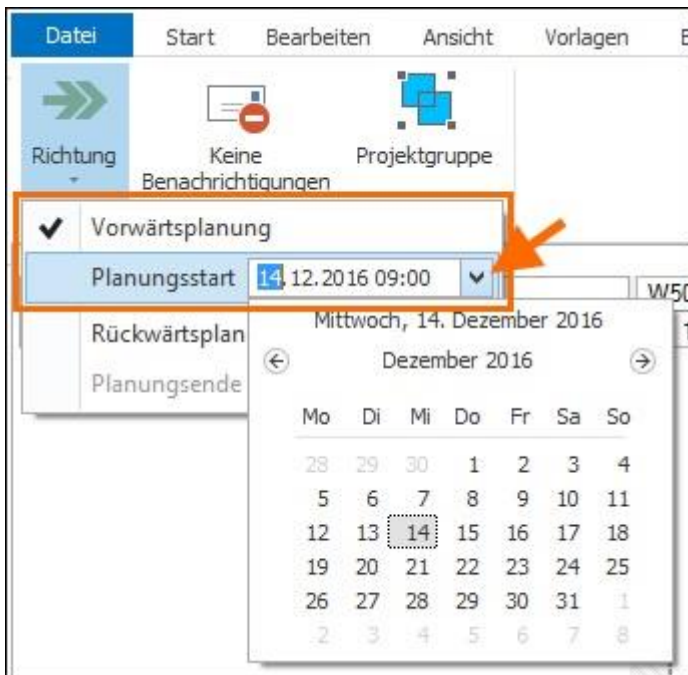 Datei Start Bearbeiten Ansicht Vorlagen
Richtung Keine Benachrichtigungen Projektgruppe
Vorwärtsplanung
Planungsstart 14.12.2016 09:00
W50
Rückwärtsplan
Planungsende
Mittwoch, 14. Dezember 2016
Dezember 2016
Mo Di Mi Do Fr Sa So
28 29 30 1 2 3 4
5 6 7 8 9 10 11
12 13 14 15 16 17 18
19 20 21 22 23 24 25
26 27 28 29 30 31 1
2 3 4 5 6 7 8